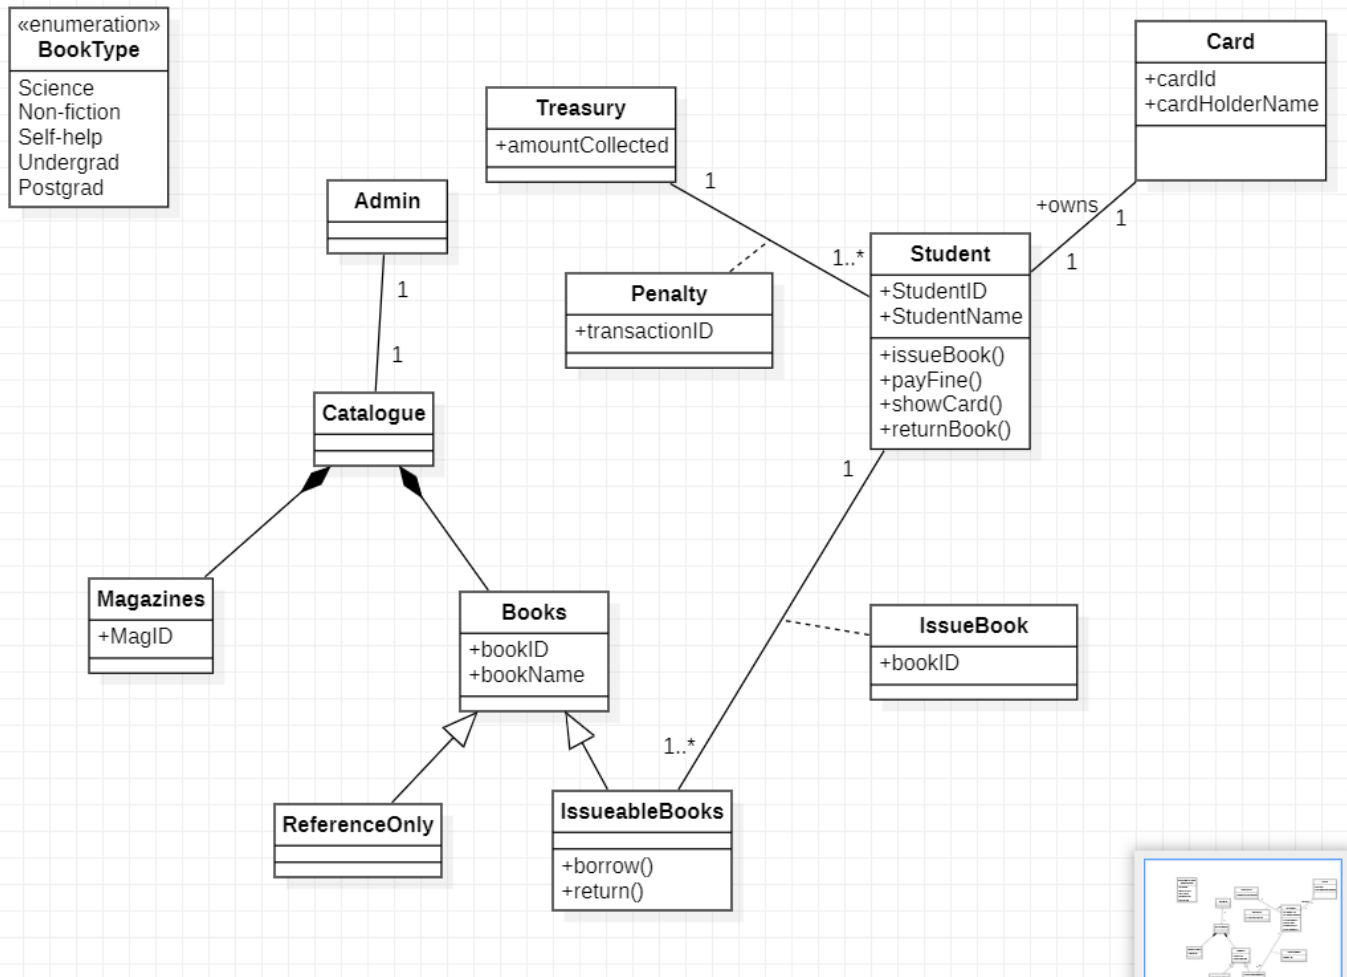 «enumeration»
BookType
Science
Non-fiction
Self-help
Undergrad
Postgrad
Card
+cardId
+cardHolderName
Treasury
+amountCollected
Admin
1
+owns
1
1
1..*
Student
+StudentID
+StudentName
+issueBook()
+payFine()
+showCard()
+returnBook()
Penalty
+transactionID
1
1
Catalogue
1
Magazines
+MagID
Books
+bookID
+bookName
IssueBook
+bookID
1..*
ReferenceOnly
IssueableBooks
+borrow()
+return()